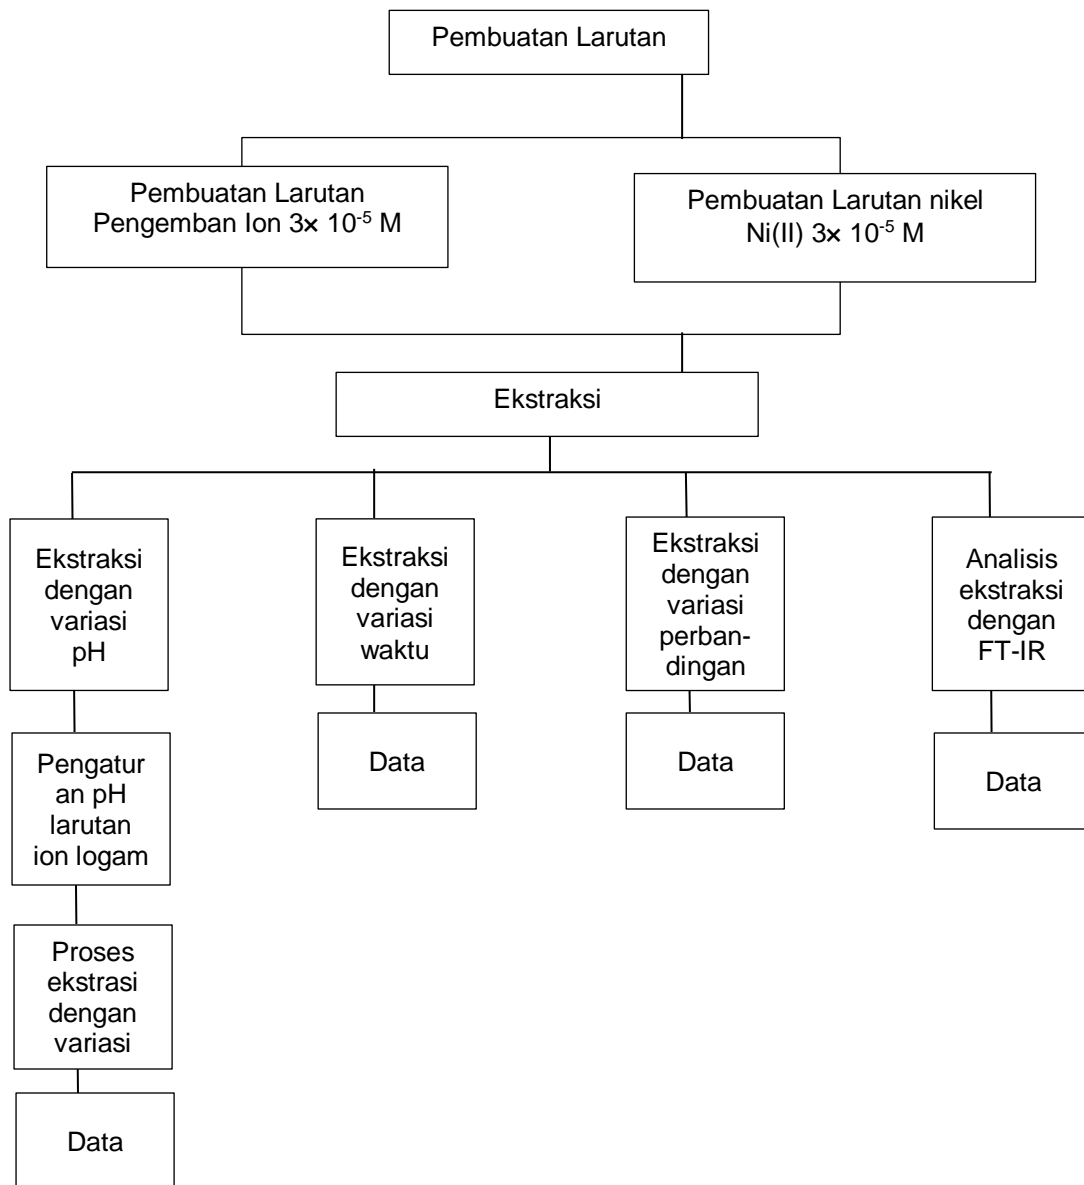 Pembuatan Larutan
Pembuatan Larutan
Pengemban Ion 3× 10⁻⁵ M
Pembuatan Larutan nikel
Ni(II) 3× 10⁻⁵ M
Ekstraksi
Ekstraksi
dengan
variasi
pH
Ekstraksi
dengan
variasi
waktu
Ekstraksi
dengan
variasi
perban-
dingan
Analisis
ekstraksi
dengan
FT-IR
Pengatur
an pH
larutan
ion logam
Data
Data
Data
Proses
ekstrasi
dengan
variasi
Data